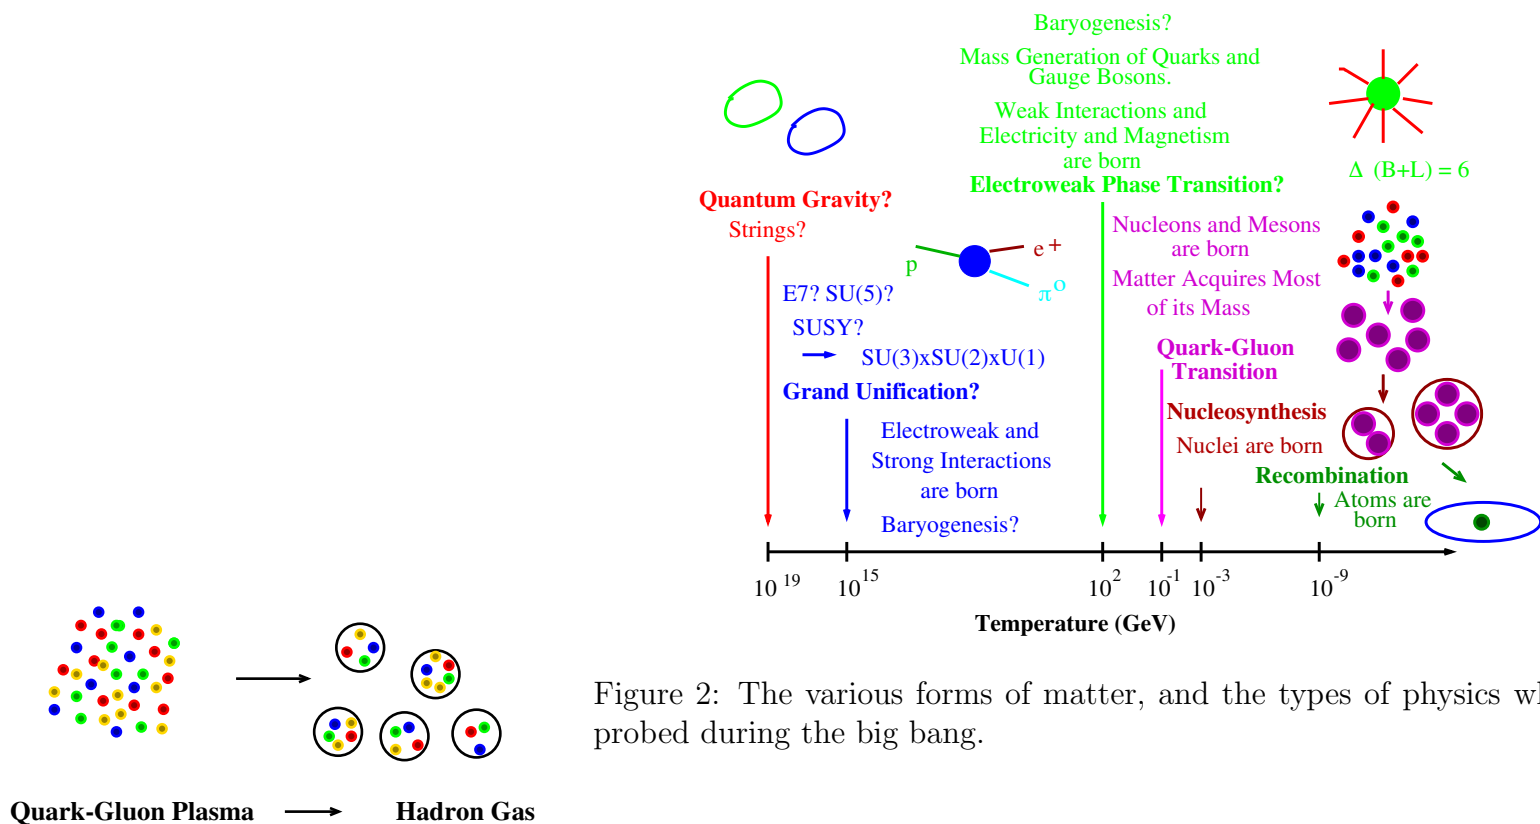 Baryogenesis?
Mass Generation of Quarks and
Gauge Bosons.
Weak Interactions and
Electricity and Magnetism
are born
Electroweak Phase Transition?
Δ (B+L) = 6
Quantum Gravity?
Strings?
p
e +
π o
Nucleons and Mesons
are born
Matter Acquires Most
of its Mass
E7? SU(5)?
SUSY?
SU(3)xSU(2)xU(1)
Grand Unification?
Quark-Gluon
Transition
Nucleosynthesis
Nuclei are born
Electroweak and
Strong Interactions
are born
Baryogenesis?
Recombination
Atoms are
born
10 19 10 15 10 2 10 -1 10 -3 10 -9
Temperature (GeV)
Figure 2: The various forms of matter, and the types of physics
probed during the big bang.
Quark-Gluon Plasma Hadron Gas